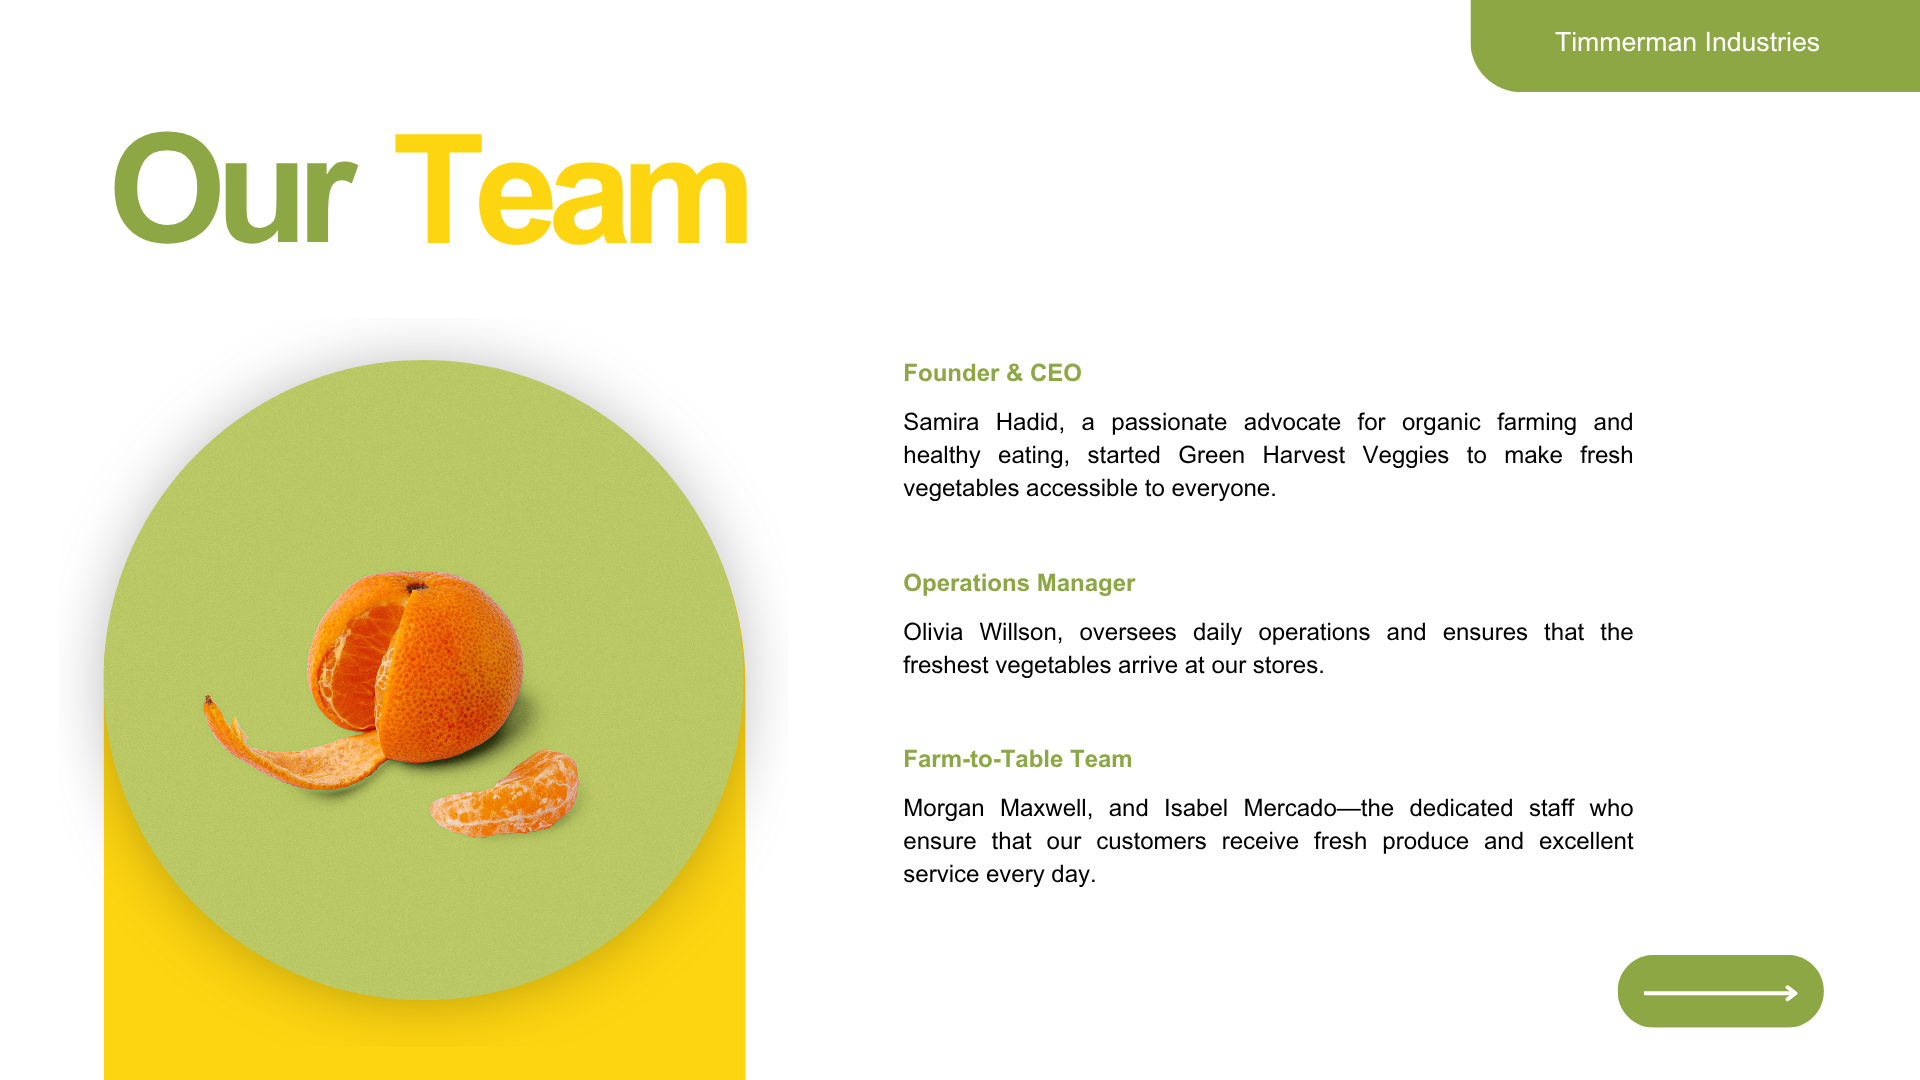 Timmerman Industries
Our Team
Founder & CEO
Samira Hadid, a passionate advocate for organic farming and
healthy eating, started Green Harvest Veggies to make fresh
vegetables accessible to everyone.
Operations Manager
Olivia Willson, oversees daily operations and ensures that the
freshest vegetables arrive at our stores.
Farm-to-Table Team
Morgan Maxwell, and Isabel Mercado—the dedicated staff who
ensure that our customers receive fresh produce and excellent
service every day.